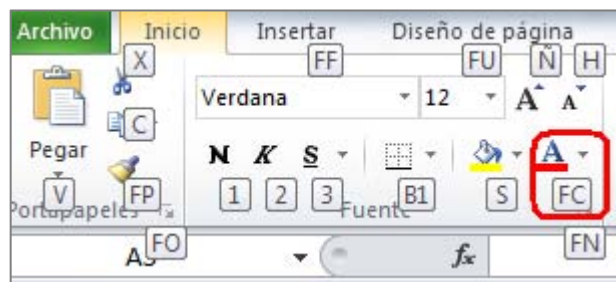 Archivo Inicio Insertar Diseño de página
X FF FU Ñ H
Verdana 12 A A
C
Pegar N K S A
V FP 1 2 3 B1 S FC
Portapapeles Fuente
FO FN
fx